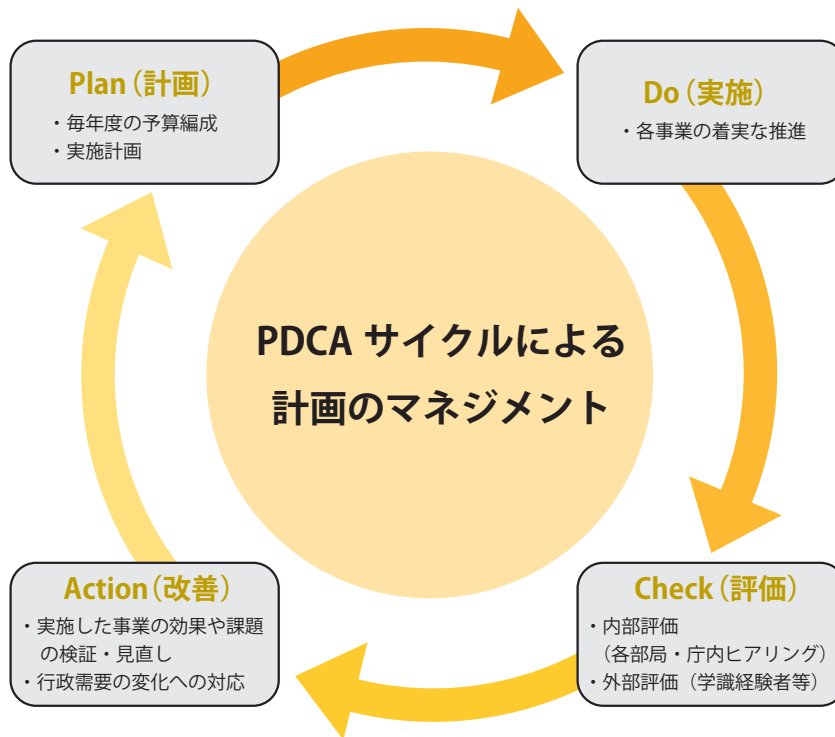 Plan（計画）
・毎年度の予算編成
・実施計画
Do（実施）
・各事業の着実な推進
PDCA サイクルによる
計画のマネジメント
Action（改善）
・実施した事業の効果や課題
の検証・見直し
・行政需要の変化への対応
Check（評価）
・内部評価
（各部局・庁内ヒアリング）
・外部評価（学識経験者等）